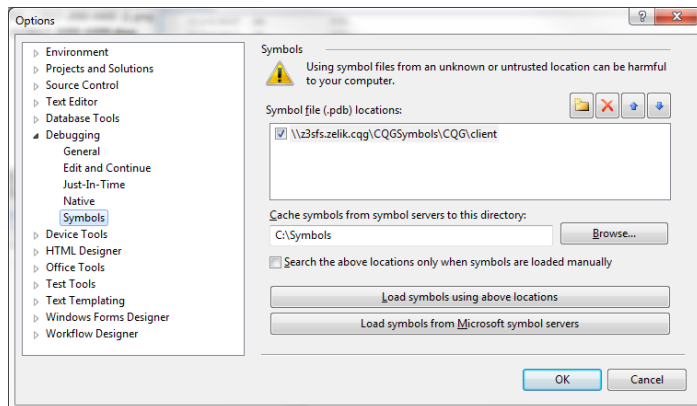 Options
Environment
Projects and Solutions
Source Control
Text Editor
Database Tools
Debugging
General
Edit and Continue
Just-In-Time
Native
Symbols
Device Tools
HTML Designer
Office Tools
Test Tools
Text Templating
Windows Forms Designer
Workflow Designer
Symbols
Using symbol files from an unknown or untrusted location can be harmful
to your computer.
Symbol file (.pdb) locations:
\\z3sfs.zelik.cqg\CQGSymbols\CQG\client
Cache symbols from symbol servers to this directory:
C:\Symbols
Browse...
Search the above locations only when symbols are loaded manually
Load symbols using above locations
Load symbols from Microsoft symbol servers
OK
Cancel